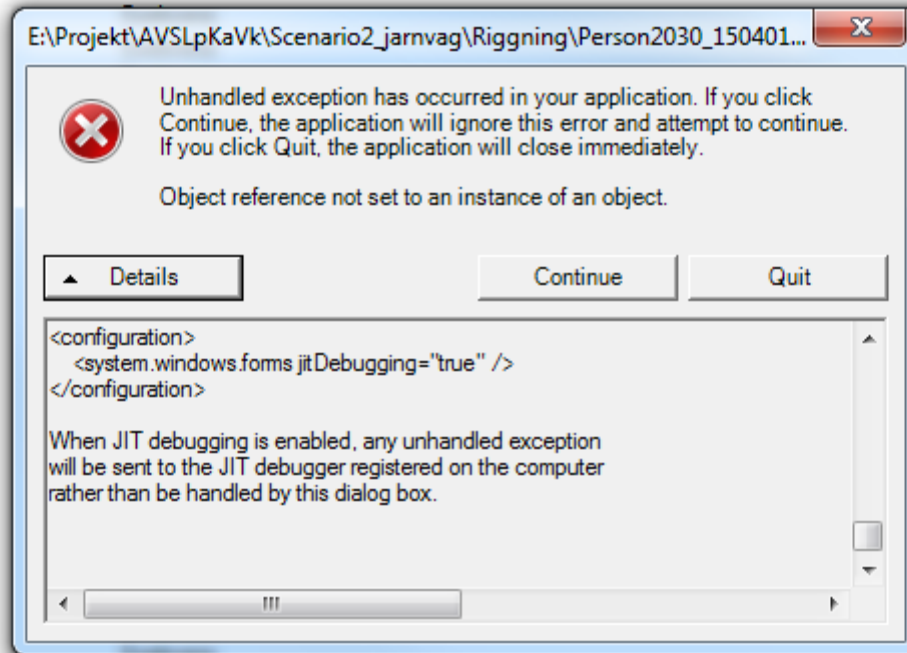 E:\Projekt\AVSLpKaVk\Scenario2_jarnvag\Riggning\Person2030_150401...
Unhandled exception has occurred in your application. If you click
Continue, the application will ignore this error and attempt to continue.
If you click Quit, the application will close immediately.
Object reference not set to an instance of an object.
Details
Continue
Quit
<configuration>
<system.windows.forms jitDebugging="true" />
</configuration>
When JIT debugging is enabled, any unhandled exception
will be sent to the JIT debugger registered on the computer
rather than be handled by this dialog box.